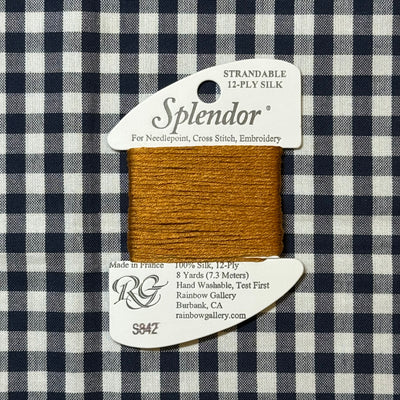 STRANDABLE
12-PLY SILK
Splendor®
For Needlepoint, Cross Stitch, Embroidery
Made in France
100% Silk, 12-Ply
8 Yards (7.3 Meters)
Hand Washable, Test First
Rainbow Gallery
Burbank, CA
rainbowgallery.com
RG
S842